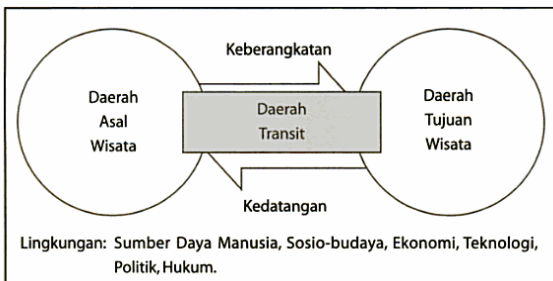 Keberangkatan
Daerah
Asal
Wisata
Daerah
Transit
Daerah
Tujuan
Wisata
Kedatangan
Lingkungan: Sumber Daya Manusia, Sosio-budaya, Ekonomi, Teknologi,
Politik, Hukum.